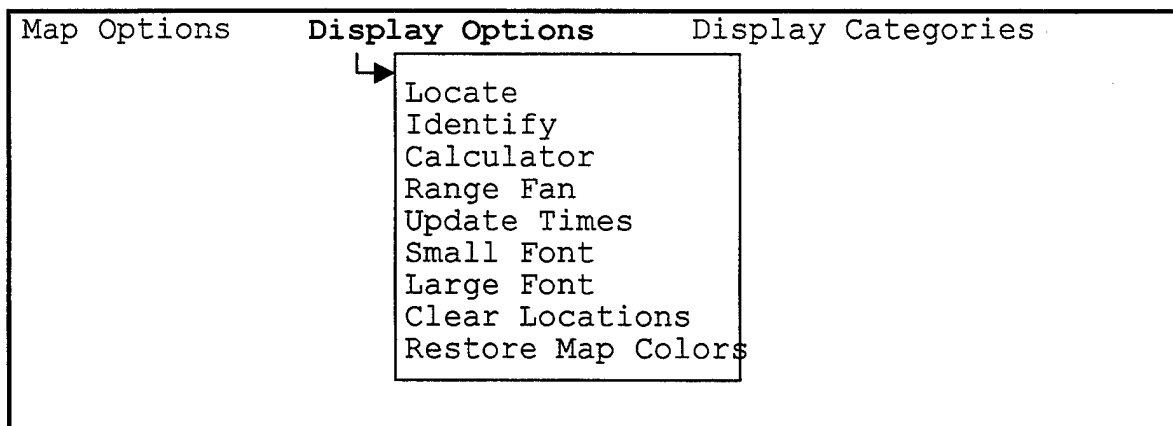 Map Options Display Options Display Categories
Locate
Identify
Calculator
Range Fan
Update Times
Small Font
Large Font
Clear Locations
Restore Map Colors